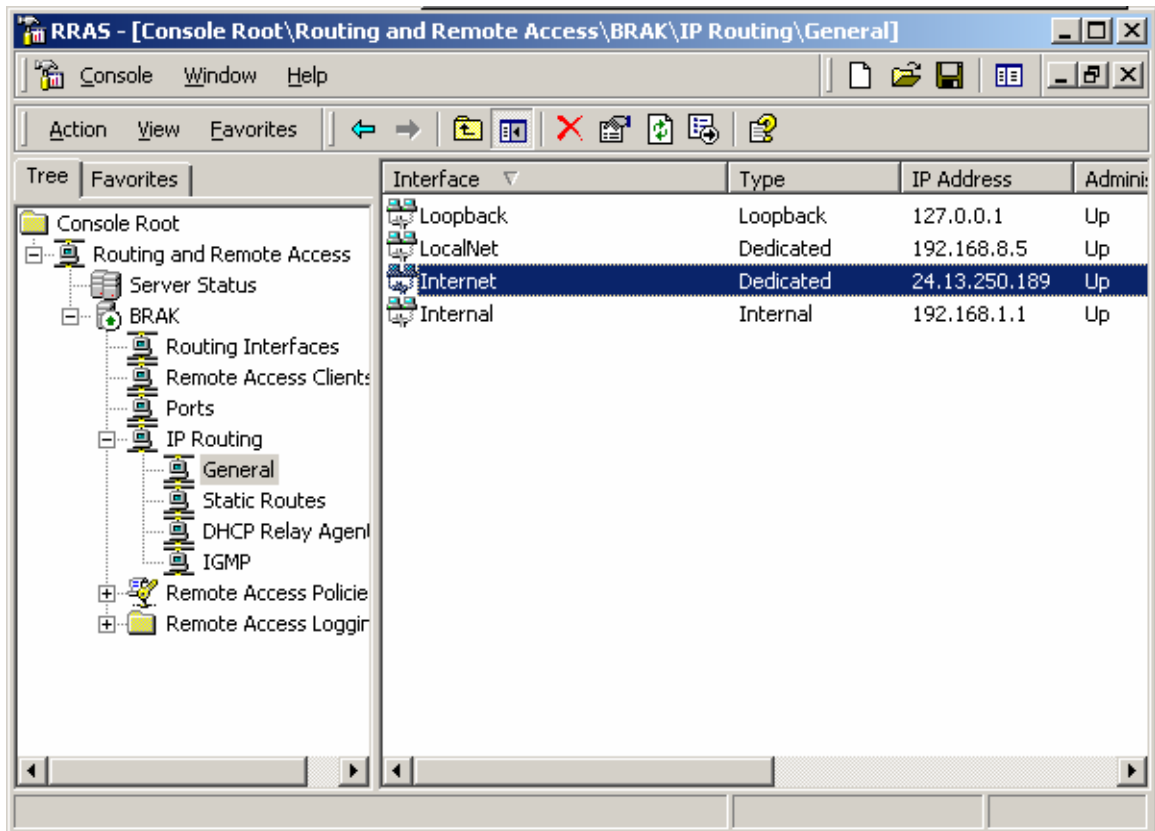 RRAS - [Console Root\Routing and Remote Access\BRAK\IP Routing\General]
Console Window Help
Action View Favorites
Tree Favorites
Console Root
Routing and Remote Access
Server Status
BRAK
Routing Interfaces
Remote Access Clients
Ports
IP Routing
General
Static Routes
DHCP Relay Agent
IGMP
Remote Access Policie
Remote Access Loggin
Interface Type IP Address Adminis
Loopback Loopback 127.0.0.1 Up
LocalNet Dedicated 192.168.8.5 Up
Internet Dedicated 24.13.250.189 Up
Internal Internal 192.168.1.1 Up